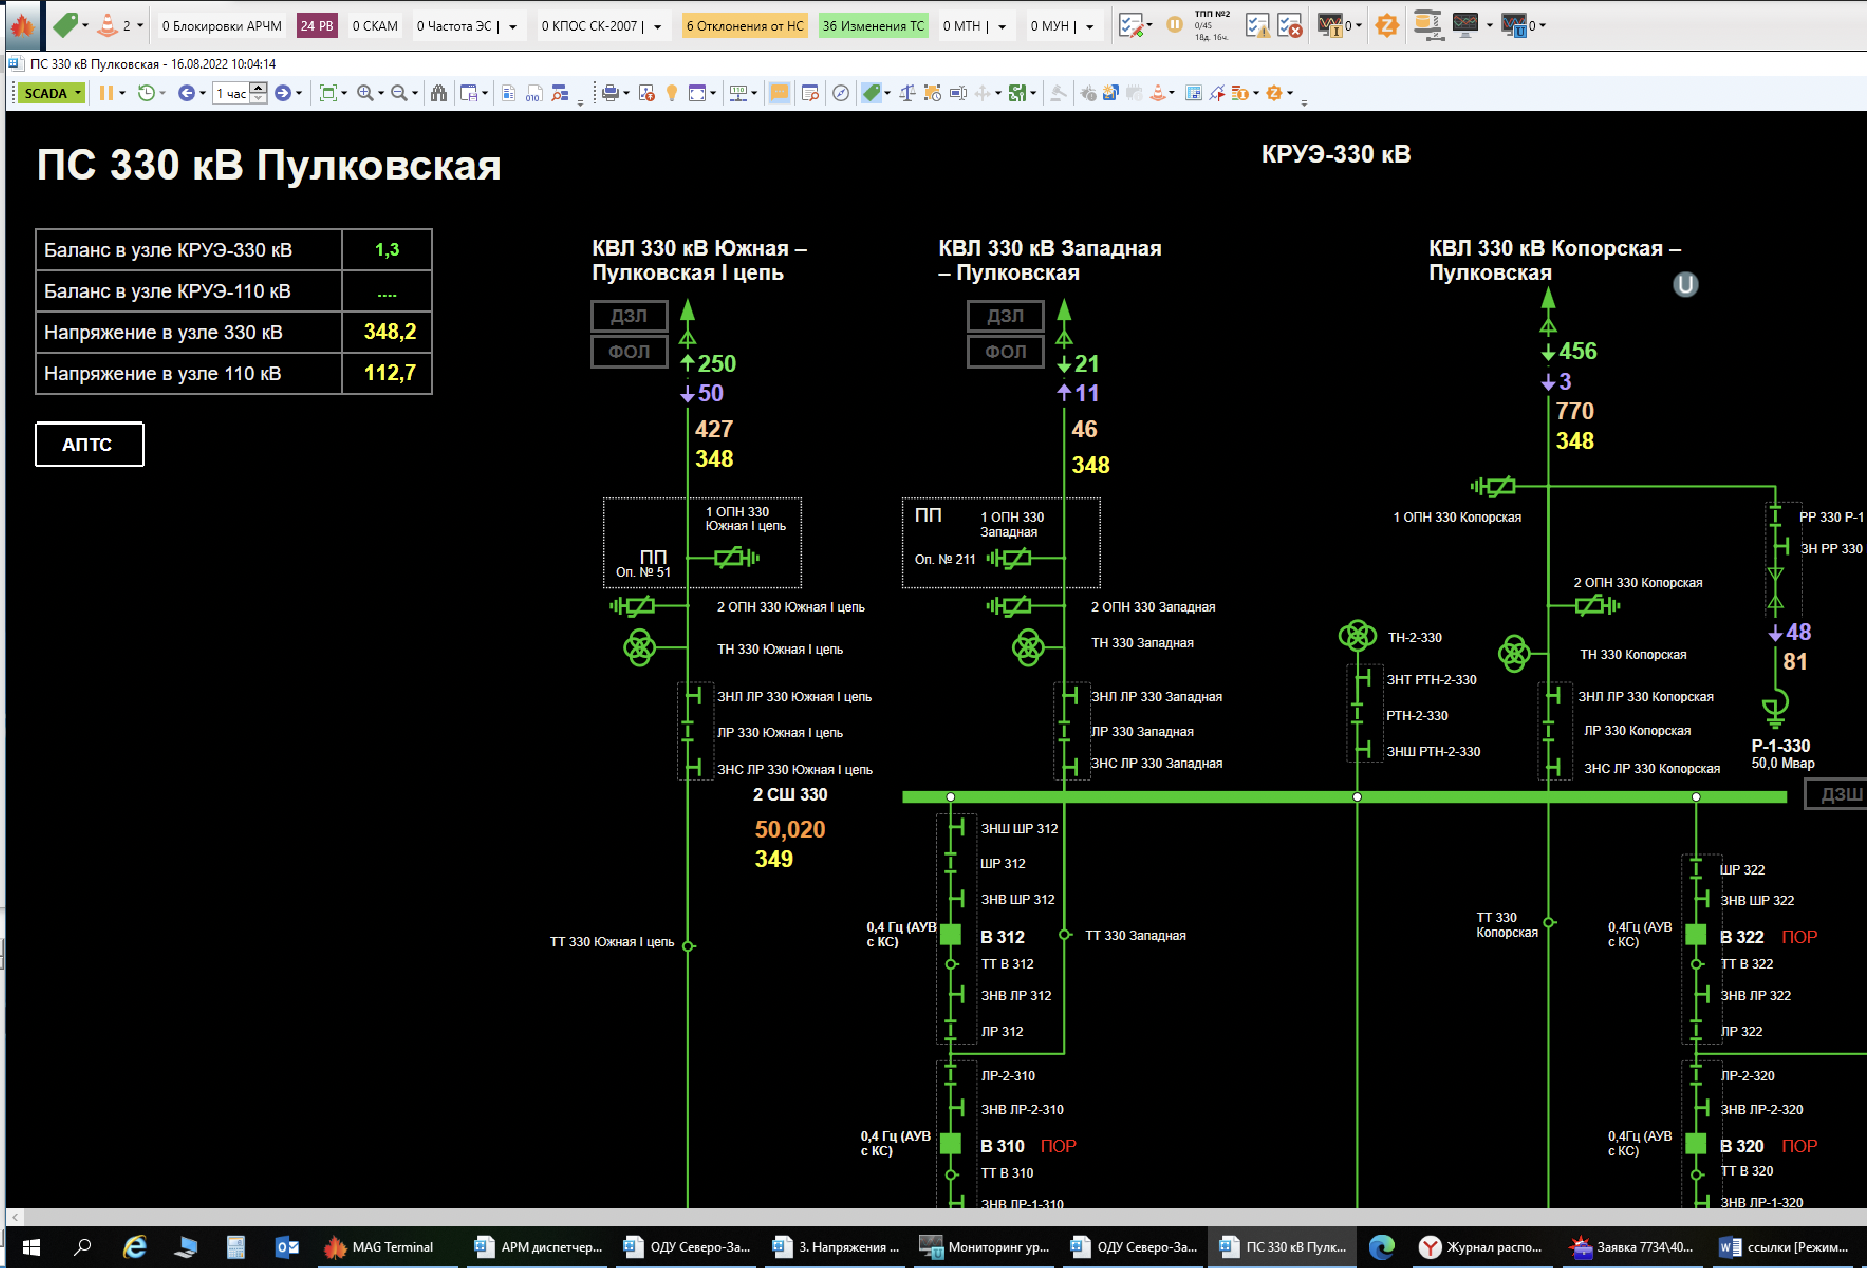 2
0 Блокировки АРЧМ
24 РВ
0 СКАМ
0 Частота ЭС |
0 КПОС СК-2007 |
6 Отклонения от НС
36 Изменения ТС
0 МТН |
0 МУН |
ТПП №2
0/45
18д. 16ч.
0
0
ПС 330 кВ Пулковская - 16.08.2022 10:04:14
SCADA
1 час
ПС 330 кВ Пулковская
КРУЭ-330 кВ
Баланс в узле КРУЭ-330 кВ 1,3
Баланс в узле КРУЭ-110 кВ ....
Напряжение в узле 330 кВ 348,2
Напряжение в узле 110 кВ 112,7
АПТС
КВЛ 330 кВ Южная –
Пулковская I цепь
ДЗЛ
ФОЛ
250
50
427
348
1 ОПН 330
Южная I цепь
ПП
Оп. № 51
2 ОПН 330 Южная I цепь
ТН 330 Южная I цепь
ЗНЛ ЛР 330 Южная I цепь
ЛР 330 Южная I цепь
ЗНС ЛР 330 Южная I цепь
2 СШ 330
50,020
349
ТТ 330 Южная I цепь
КВЛ 330 кВ Западная
– Пулковская
ДЗЛ
ФОЛ
21
11
46
348
ПП
1 ОПН 330
Западная
Оп. № 211
2 ОПН 330 Западная
ТН 330 Западная
ЗНЛ ЛР 330 Западная
ЛР 330 Западная
ЗНС ЛР 330 Западная
ЗНШ ШР 312
ШР 312
ЗНВ ШР 312
0,4 Гц (АУВ
с КС)
В 312
ТТ 330 Западная
ТТ В 312
ЗНВ ЛР 312
ЛР 312
ЛР-2-310
ЗНВ ЛР-2-310
0,4 Гц (АУВ
с КС)
В 310 ПОР
ТТ В 310
ЗНВ ЛР-1-310
ТН-2-330
ЗНТ РТН-2-330
РТН-2-330
ЗНШ РТН-2-330
КВЛ 330 кВ Копорская –
Пулковская
U
456
3
770
348
1 ОПН 330 Копорская
РР 330 Р-1
ЗН РР 330
2 ОПН 330 Копорская
48
81
ТН 330 Копорская
ЗНЛ ЛР 330 Копорская
ЛР 330 Копорская
ЗНС ЛР 330 Копорская
Р-1-330
50,0 Мвар
ДЗШ
ТТ 330
Копорская
ШР 322
ЗНВ ШР 322
0,4Гц (АУВ
с КС)
В 322 ПОР
ТТ В 322
ЗНВ ЛР 322
ЛР 322
ЛР-2-320
ЗНВ ЛР-2-320
0,4Гц (АУВ
с КС)
В 320 ПОР
ТТ В 320
ЗНВ ЛР-1-320
MAG Terminal
АРМ диспетчер...
ОДУ Северо-За...
3. Напряжения ...
Мониторинг ур...
ОДУ Северо-За...
ПС 330 кВ Пулк...
Журнал распо...
Заявка 7734\40...
ссылки [Режим...